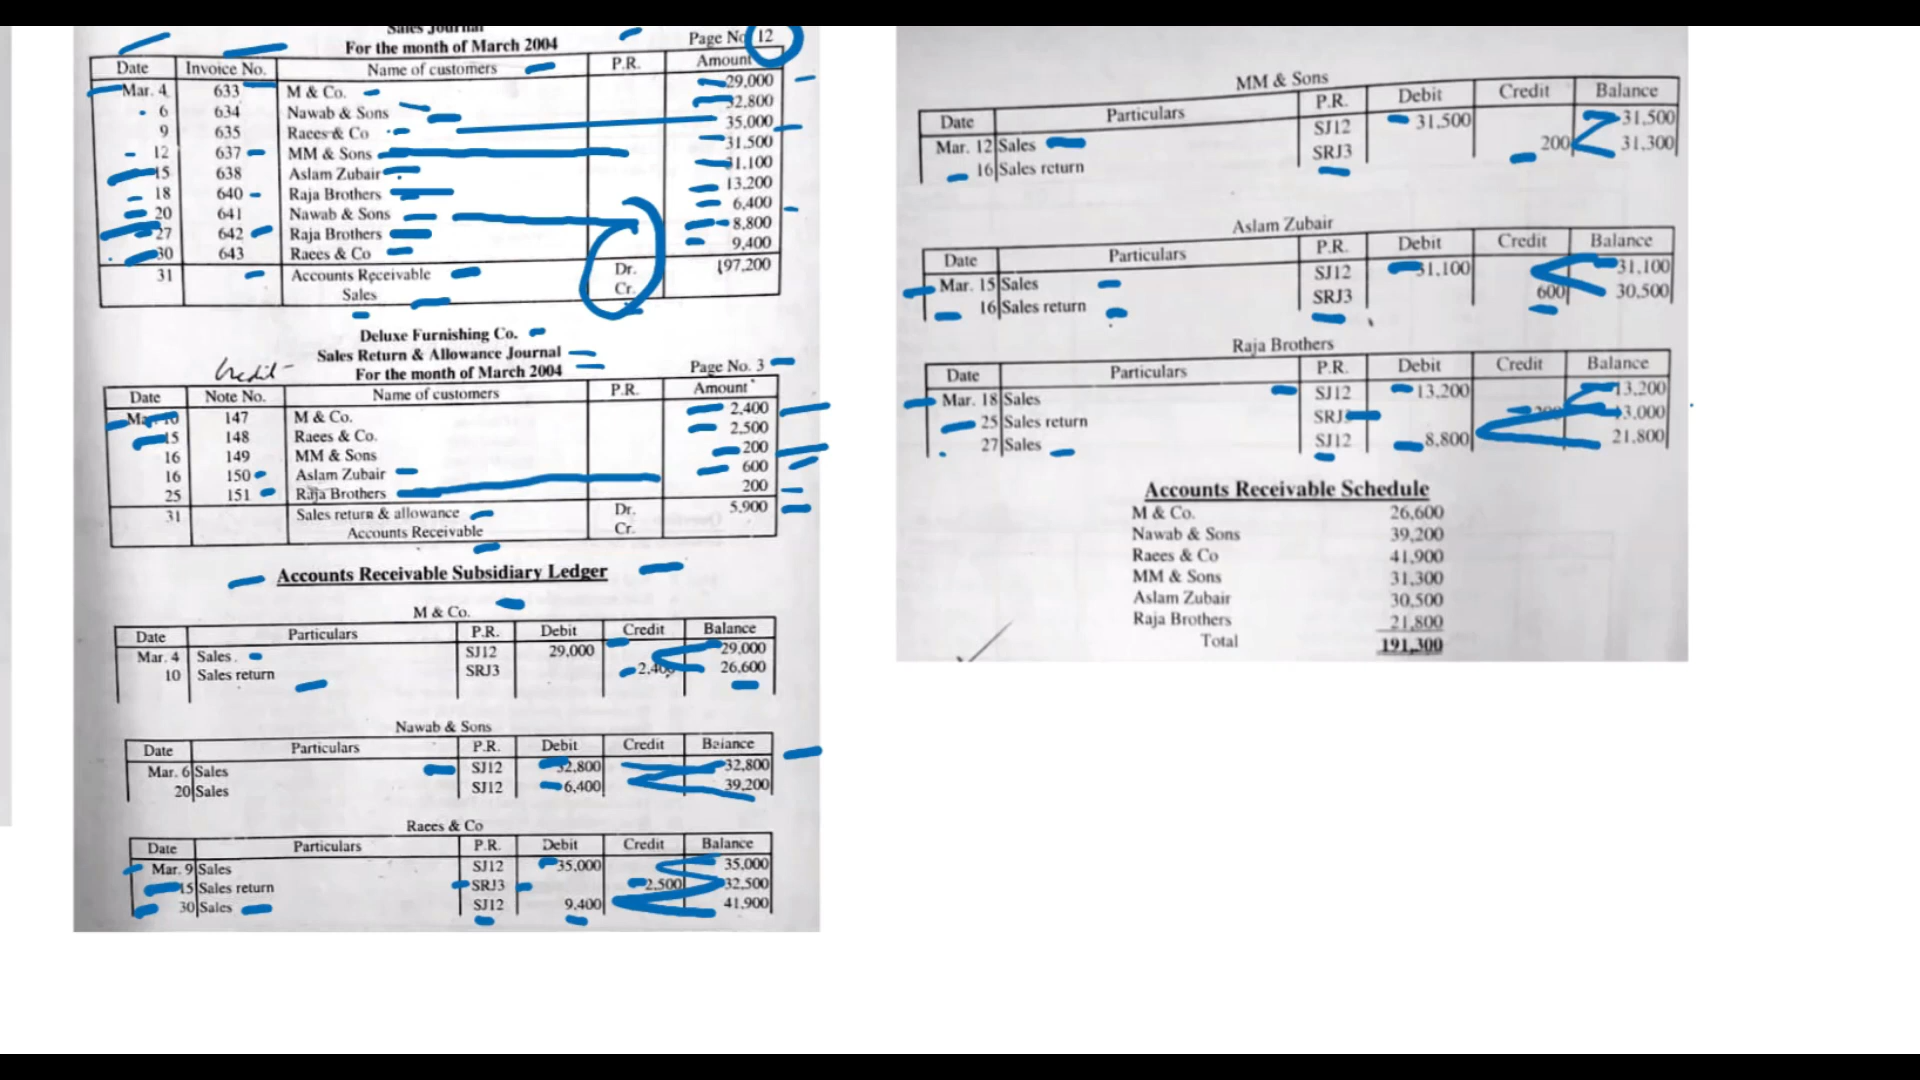 Sales Journal
For the month of March 2004 Page No 12
Date Invoice No. Name of customers P.R. Amount
Mar. 4 633 M & Co. 29,000
6 634 Nawab & Sons 32,800
9 635 Raees & Co 35,000
12 637 MM & Sons 31,500
15 638 Aslam Zubair 31,100
18 640 Raja Brothers 13,200
20 641 Nawab & Sons 6,400
27 642 Raja Brothers 8,800
30 643 Raees & Co 9,400
31 Accounts Receivable Dr. 197,200
Sales Cr.
Deluxe Furnishing Co.
Sales Return & Allowance Journal
Credit For the month of March 2004 Page No. 3
Date Note No. Name of customers P.R. Amount
Mar. 10 147 M & Co. 2,400
15 148 Raees & Co. 2,500
16 149 MM & Sons 200
16 150 Aslam Zubair 600
25 151 Raja Brothers 200
31 Sales return & allowance Dr. 5,900
Accounts Receivable Cr.
Accounts Receivable Subsidiary Ledger
M & Co.
Date Particulars P.R. Debit Credit Balance
Mar. 4 Sales SJ12 29,000 29,000
10 Sales return SRJ3 2,400 26,600
Nawab & Sons
Date Particulars P.R. Debit Credit Balance
Mar. 6 Sales SJ12 32,800 32,800
20 Sales SJ12 6,400 39,200
Raees & Co
Date Particulars P.R. Debit Credit Balance
Mar. 9 Sales SJ12 35,000 35,000
15 Sales return SRJ3 2,500 32,500
30 Sales SJ12 9,400 41,900
MM & Sons
Date Particulars P.R. Debit Credit Balance
Mar. 12 Sales SJ12 31,500 31,500
16 Sales return SRJ3 200 31,300
Aslam Zubair
Date Particulars P.R. Debit Credit Balance
Mar. 15 Sales SJ12 31,100 31,100
16 Sales return SRJ3 600 30,500
Raja Brothers
Date Particulars P.R. Debit Credit Balance
Mar. 18 Sales SJ12 13,200 13,200
25 Sales return SRJ3 200 13,000
27 Sales SJ12 8,800 21,800
Accounts Receivable Schedule
M & Co. 26,600
Nawab & Sons 39,200
Raees & Co 41,900
MM & Sons 31,300
Aslam Zubair 30,500
Raja Brothers 21,800
Total 191,300